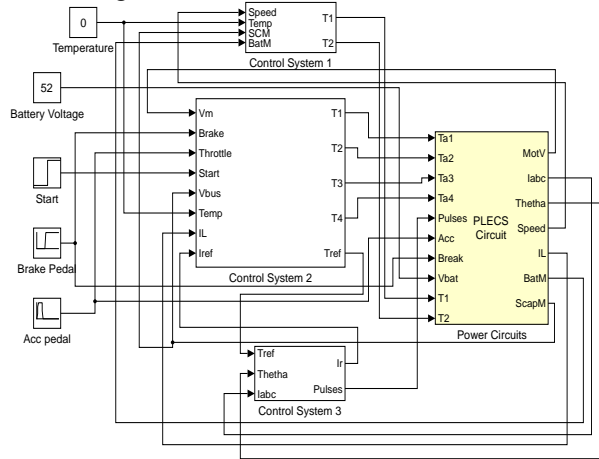 0
Temperature
52
Battery Voltage
Start
Brake Pedal
Acc pedal
Speed
Temp
SCM
BatM
T1
T2
Control System 1
Vm
Brake
Throttle
Start
Vbus
Temp
IL
Iref
T1
T2
T3
T4
Tref
Control System 2
Tref
Thetha
Iabc
Ir
Pulses
Control System 3
Ta1
Ta2
Ta3
Ta4
Pulses
Acc
Break
Vbat
T1
T2
PLECS
Circuit
MotV
Iabc
Thetha
Speed
IL
BatM
ScapM
Power Circuits